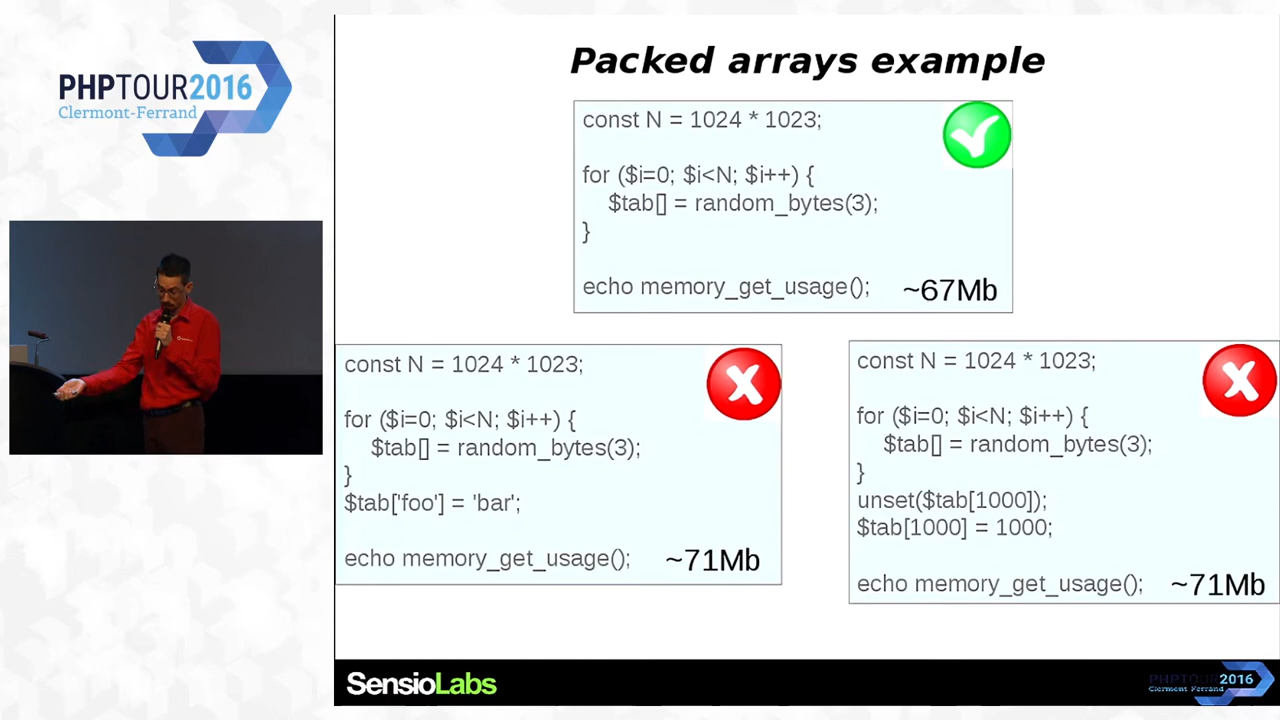 PHPTOUR2016
Clermont-Ferrand
Packed arrays example
const N = 1024 * 1023;
for ($i=0; $i<N; $i++) {
$tab[] = random_bytes(3);
}
echo memory_get_usage();
~67Mb
const N = 1024 * 1023;
for ($i=0; $i<N; $i++) {
$tab[] = random_bytes(3);
}
$tab['foo'] = 'bar';
echo memory_get_usage();
~71Mb
const N = 1024 * 1023;
for ($i=0; $i<N; $i++) {
$tab[] = random_bytes(3);
}
unset($tab[1000]);
$tab[1000] = 1000;
echo memory_get_usage();
~71Mb
SensioLabs
PHPTOUR2016
Clermont Ferrand